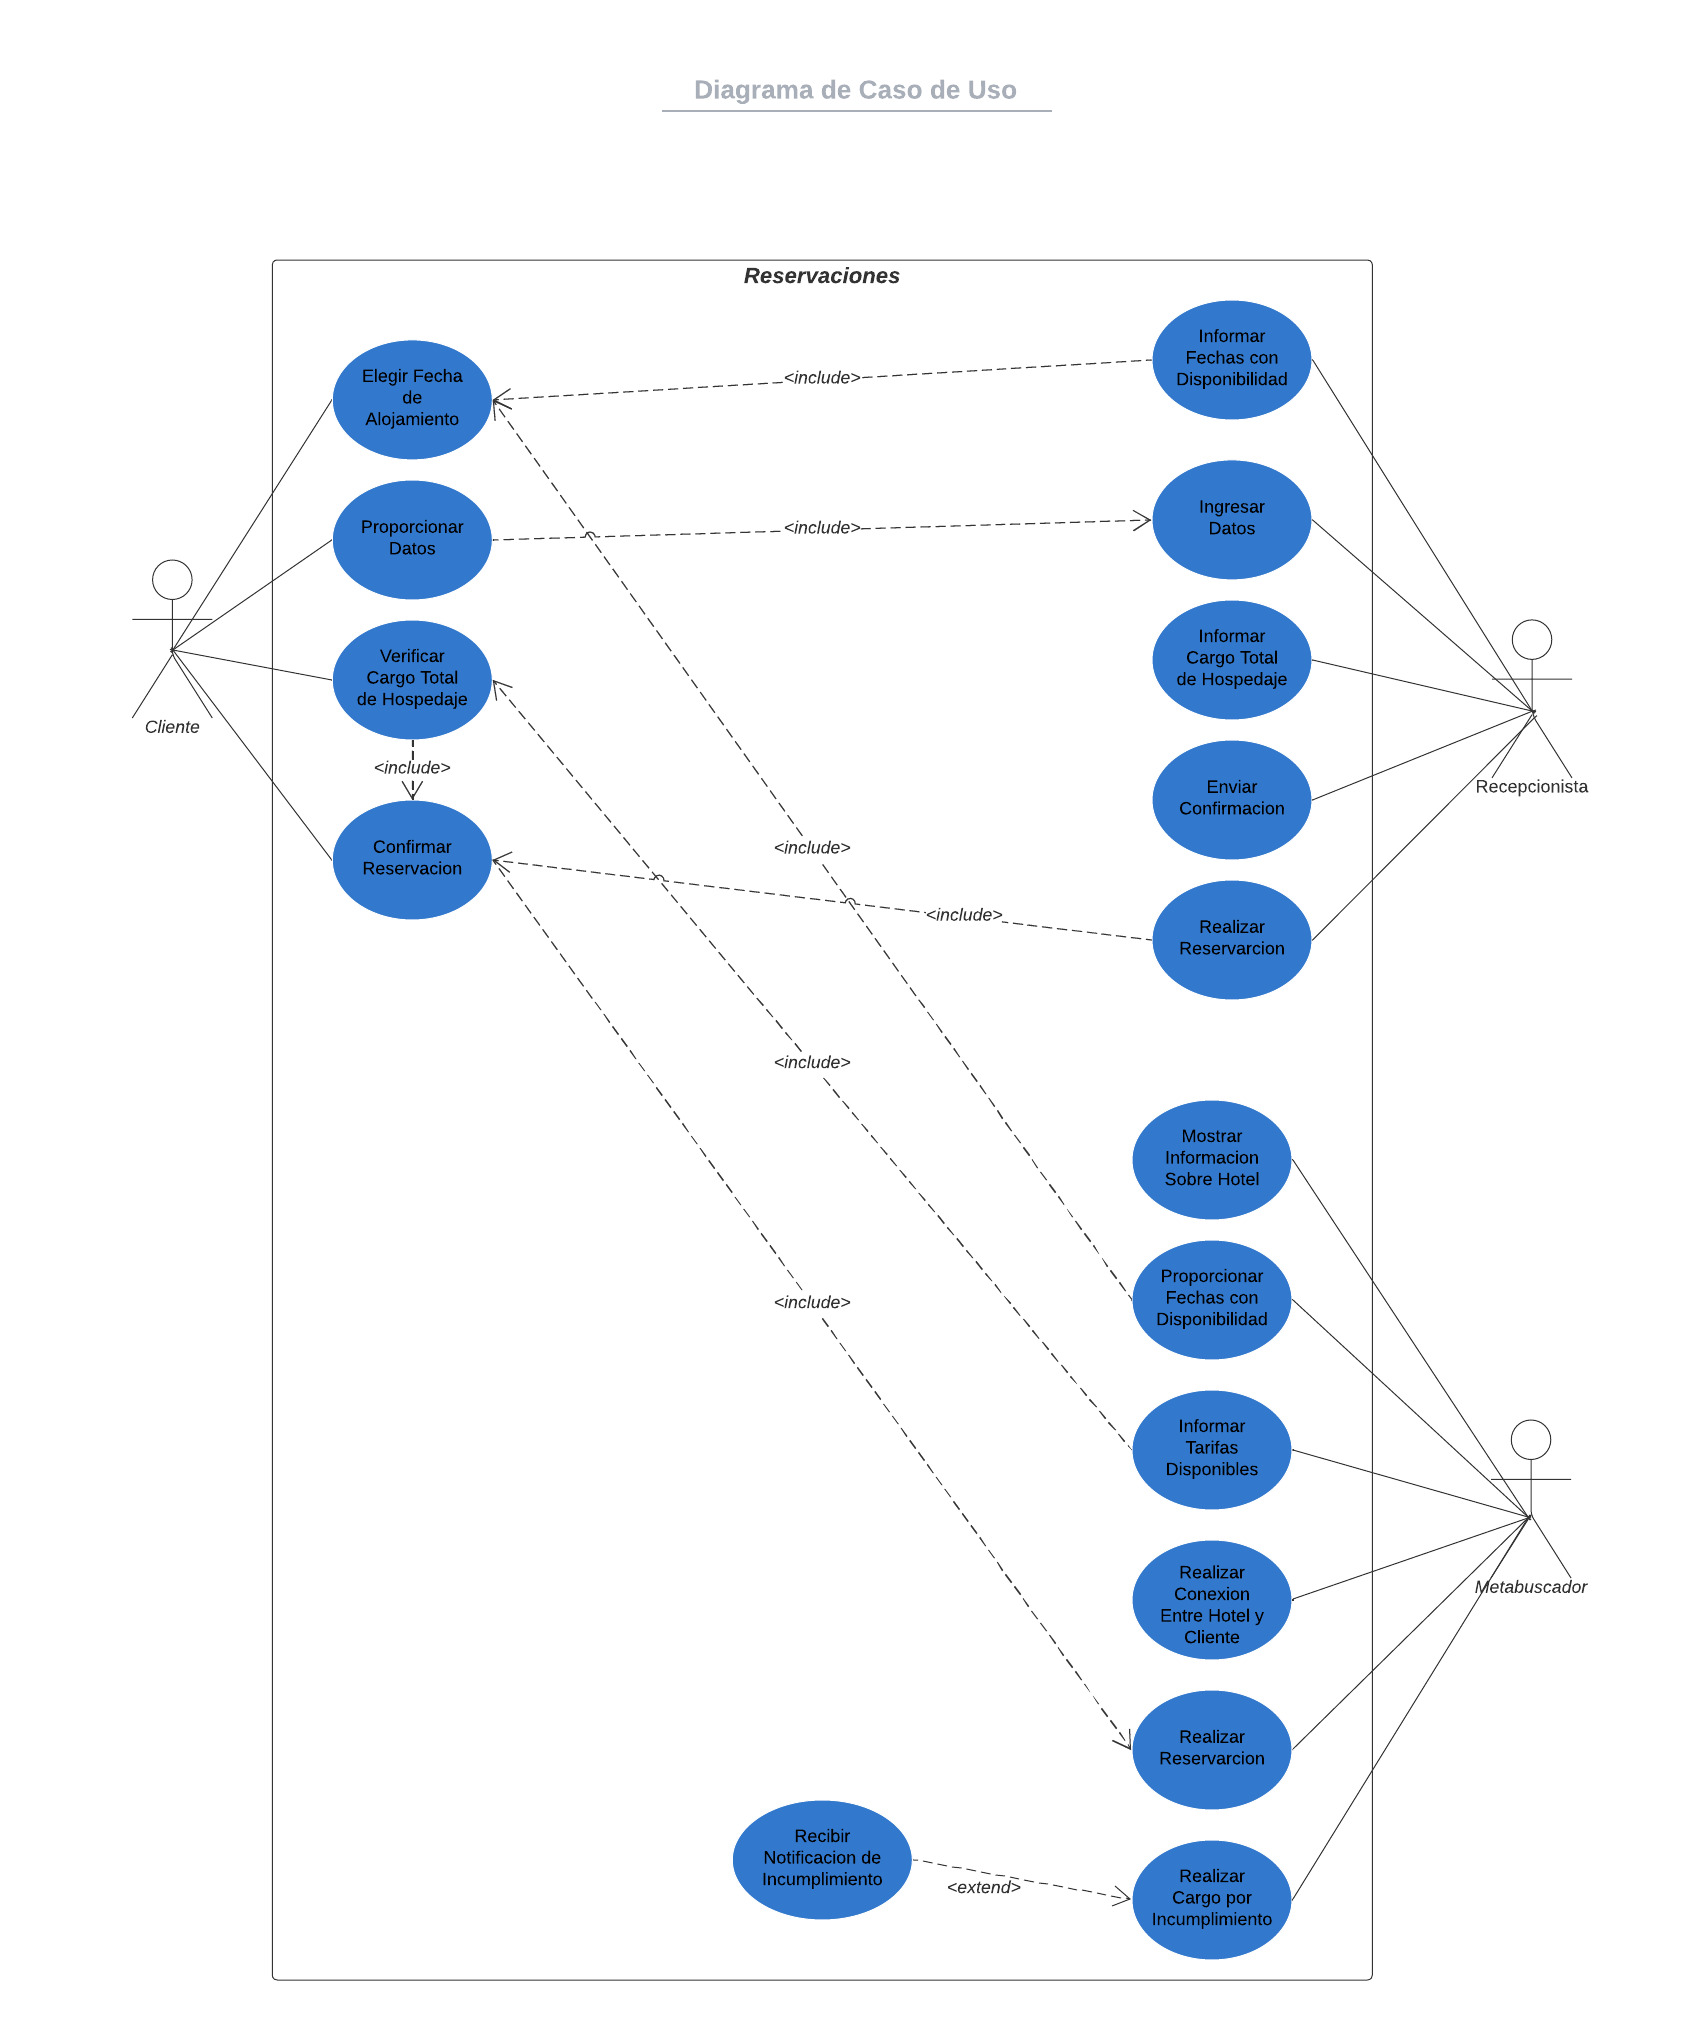 Diagrama de Caso de Uso
Reservaciones
Elegir Fecha
de
Alojamiento
<include>
Informar
Fechas con
Disponibilidad
Proporcionar
Datos
<include>
Ingresar
Datos
Verificar
Cargo Total
de Hospedaje
Informar
Cargo Total
de Hospedaje
Cliente
<include>
Enviar
Confirmacion
Recepcionista
Confirmar
Reservacion
<include>
<include>
Realizar
Reservarcion
<include>
Mostrar
Informacion
Sobre Hotel
<include>
Proporcionar
Fechas con
Disponibilidad
Informar
Tarifas
Disponibles
Realizar
Conexion
Entre Hotel y
Cliente
Metabuscador
Realizar
Reservarcion
Recibir
Notificacion de
Incumplimiento
<extend>
Realizar
Cargo por
Incumplimiento